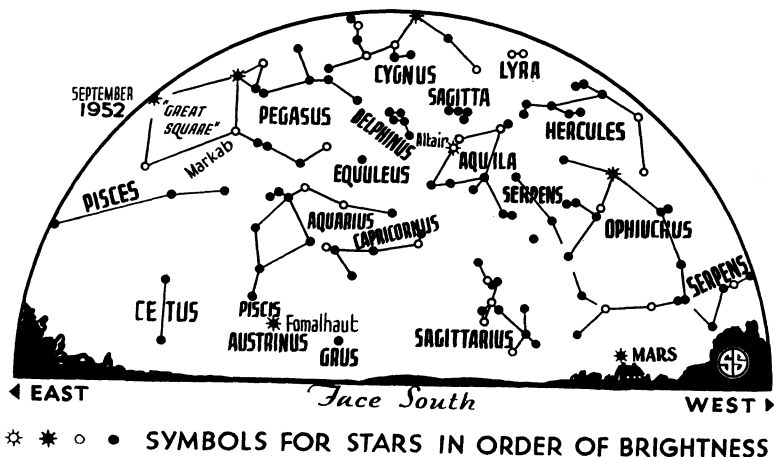 CYGNUS
LYRA
SEPTEMBER
1952
"GREAT
SQUARE"
PEGASUS
SAGITTA
DELPHINUS
HERCULES
Altair
AQUILA
Markab
EQUULEUS
PISCES
SERPENS
AQUARIUS
CAPRICORNUS
OPHIUCHUS
SERPENS
CETUS
PISCIS
AUSTRINUS
Fomalhaut
GRUS
SAGITTARIUS
MARS
SS
EAST
Face South
WEST
SYMBOLS FOR STARS IN ORDER OF BRIGHTNESS